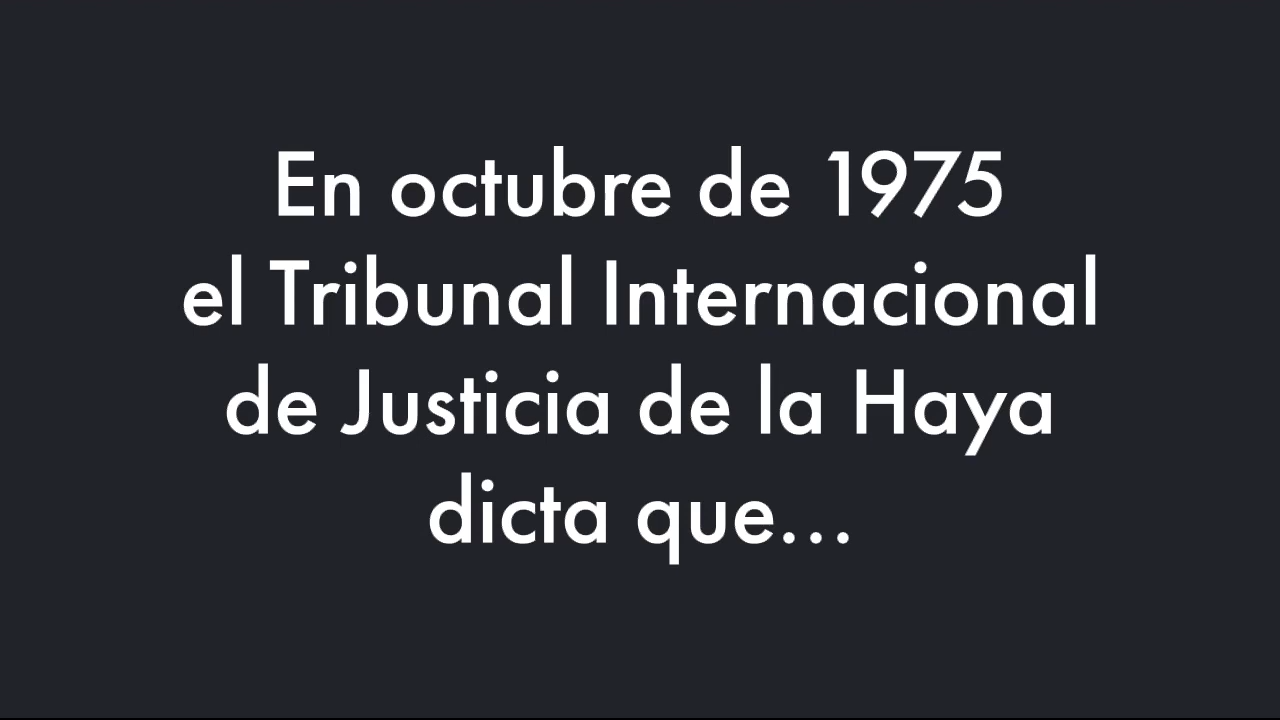 En octubre de 1975
el Tribunal Internacional
de Justicia de la Haya
dicta que...